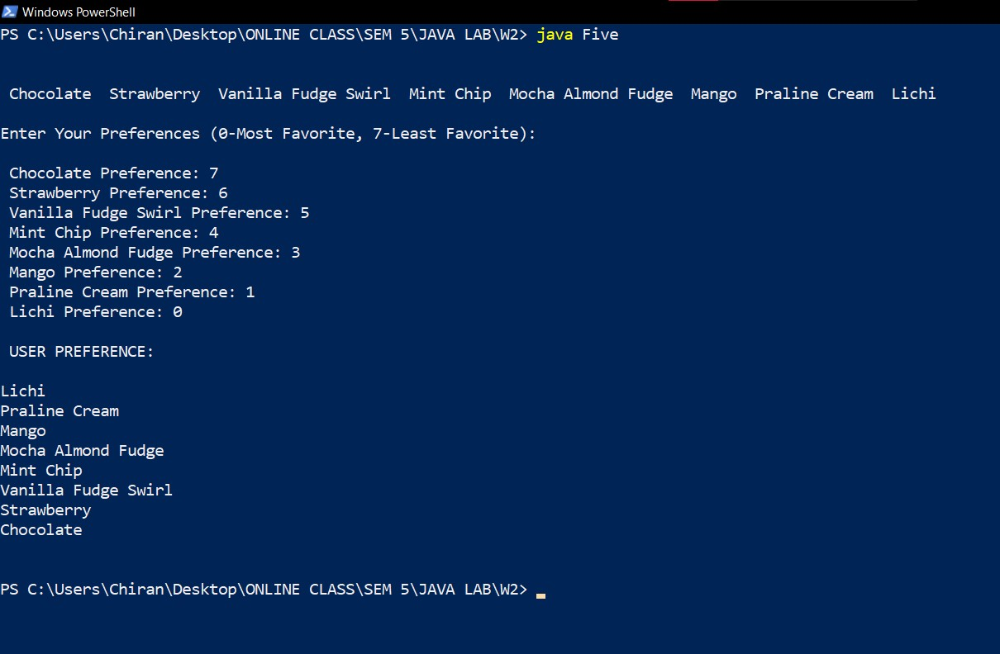 Windows PowerShell
PS C:\Users\Chiran\Desktop\ONLINE CLASS\SEM 5\JAVA LAB\W2> java Five
Chocolate  Strawberry  Vanilla Fudge Swirl  Mint Chip  Mocha Almond Fudge  Mango  Praline Cream  Lichi
Enter Your Preferences (0-Most Favorite, 7-Least Favorite):
Chocolate Preference: 7
Strawberry Preference: 6
Vanilla Fudge Swirl Preference: 5
Mint Chip Preference: 4
Mocha Almond Fudge Preference: 3
Mango Preference: 2
Praline Cream Preference: 1
Lichi Preference: 0
USER PREFERENCE:
Lichi
Praline Cream
Mango
Mocha Almond Fudge
Mint Chip
Vanilla Fudge Swirl
Strawberry
Chocolate
PS C:\Users\Chiran\Desktop\ONLINE CLASS\SEM 5\JAVA LAB\W2>